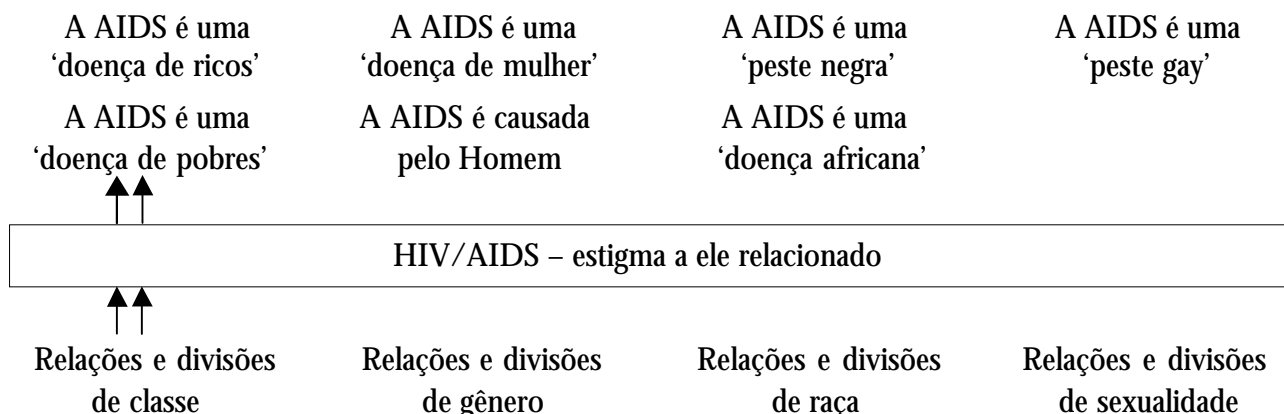 A AIDS é uma A AIDS é uma A AIDS é uma A AIDS é uma
‘doença de ricos’ ‘doença de mulher’ ‘peste negra’ ‘peste gay’
A AIDS é uma A AIDS é causada A AIDS é uma
‘doença de pobres’ pelo Homem ‘doença africana’
HIV/AIDS – estigma a ele relacionado
Relações e divisões Relações e divisões Relações e divisões Relações e divisões
de classe de gênero de raça de sexualidade